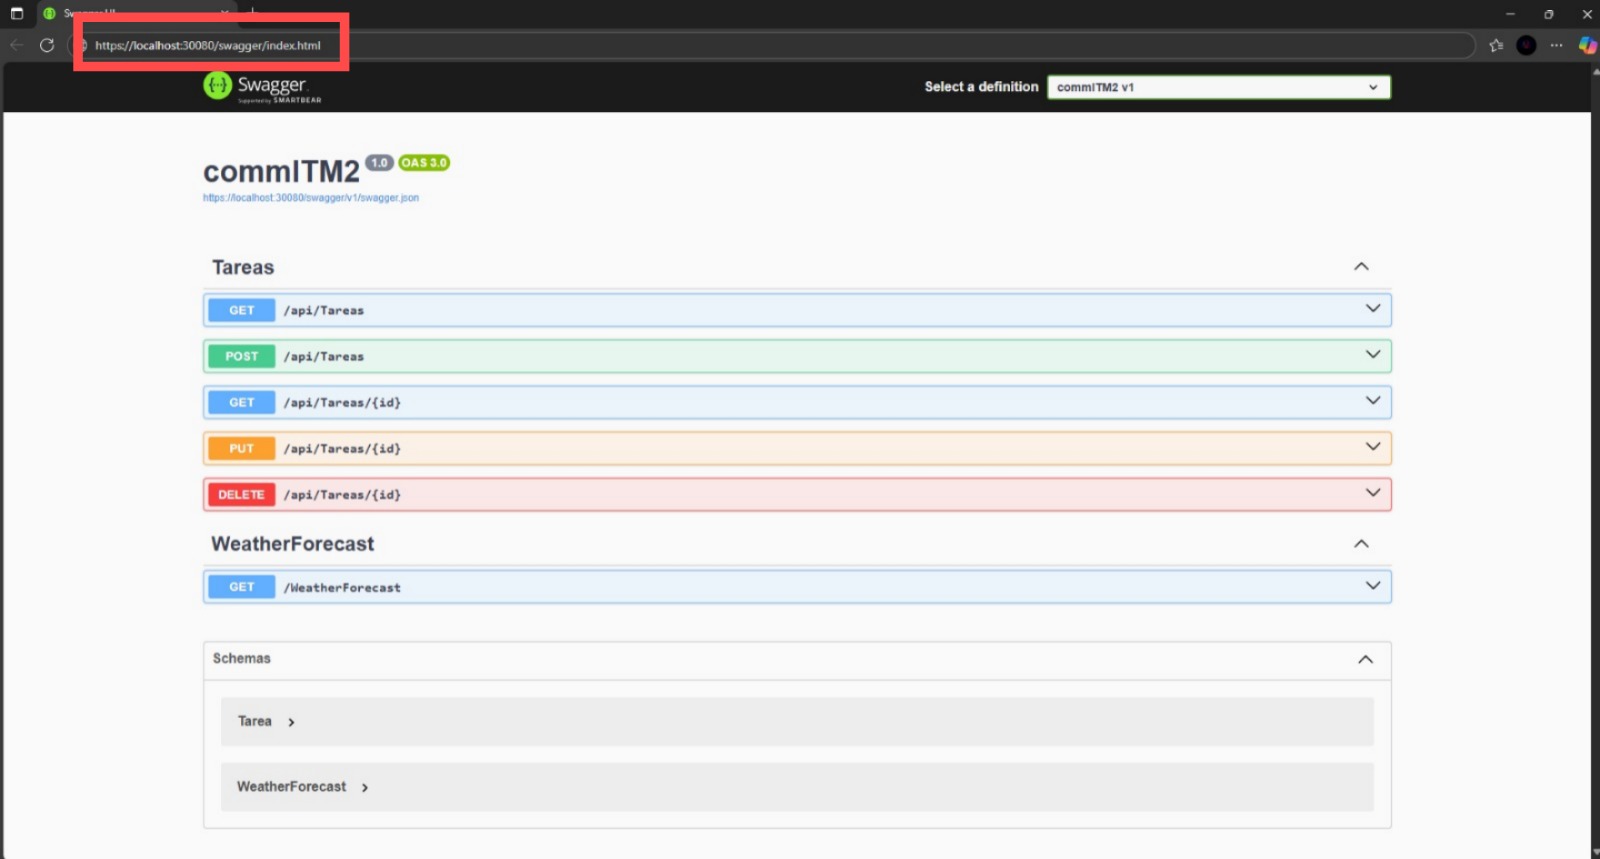 https://localhost:30080/swagger/index.html
Swagger
Supported by SMARTBEAR
Select a definition
commITM2 v1
commITM2 1.0 OAS 3.0
https://localhost:30080/swagger/v1/swagger.json
Tareas
GET /api/Tareas
POST /api/Tareas
GET /api/Tareas/{id}
PUT /api/Tareas/{id}
DELETE /api/Tareas/{id}
WeatherForecast
GET /WeatherForecast
Schemas
Tarea
WeatherForecast